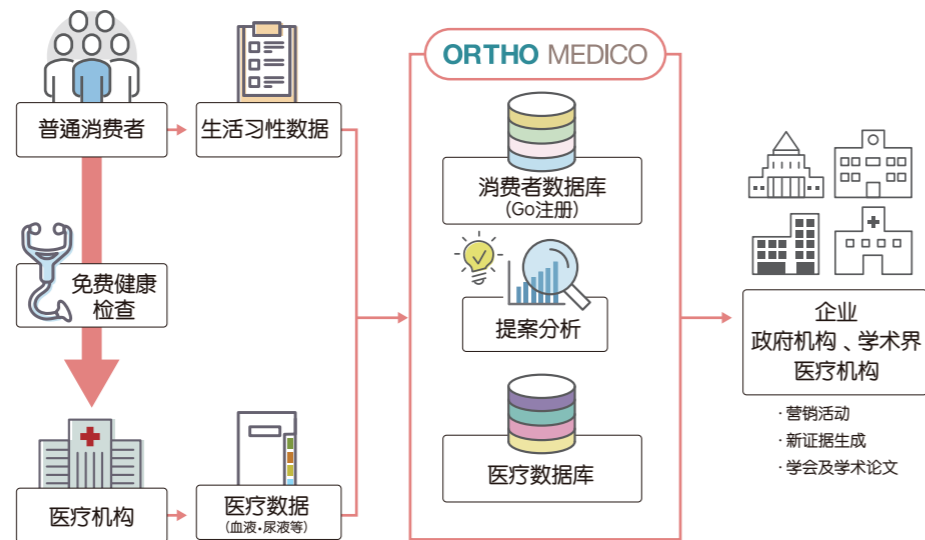 普通消费者
生活习性数据
免费健康
检查
医疗机构
医疗数据
(血液·尿液等)
ORTHO MEDICO
消费者数据库
(Go注册)
提案分析
医疗数据库
企业
政府机构、学术界
医疗机构
·营销活动
·新证据生成
·学会及学术论文